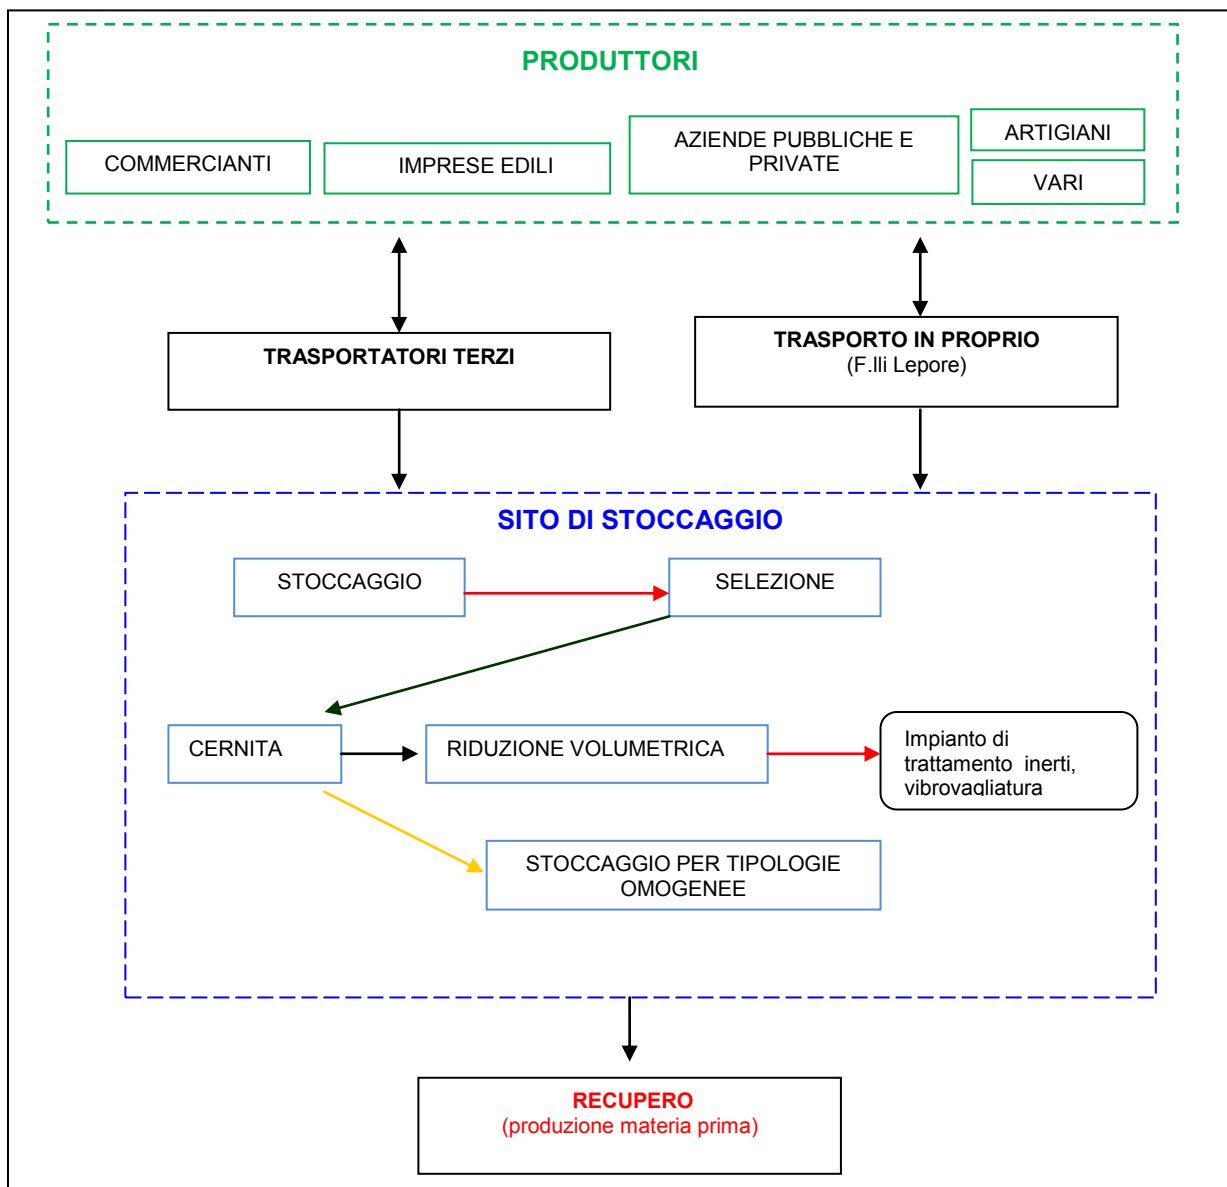 PRODUTTORI
COMMERCIANTI
IMPRESE EDILI
AZIENDE PUBBLICHE E
PRIVATE
ARTIGIANI
VARI
TRASPORTATORI TERZI
TRASPORTO IN PROPRIO
(F.lli Lepore)
SITO DI STOCCAGGIO
STOCCAGGIO
SELEZIONE
CERNITA
RIDUZIONE VOLUMETRICA
Impianto di
trattamento inerti,
vibrovagliatura
STOCCAGGIO PER TIPOLOGIE
OMOGENEE
RECUPERO
(produzione materia prima)